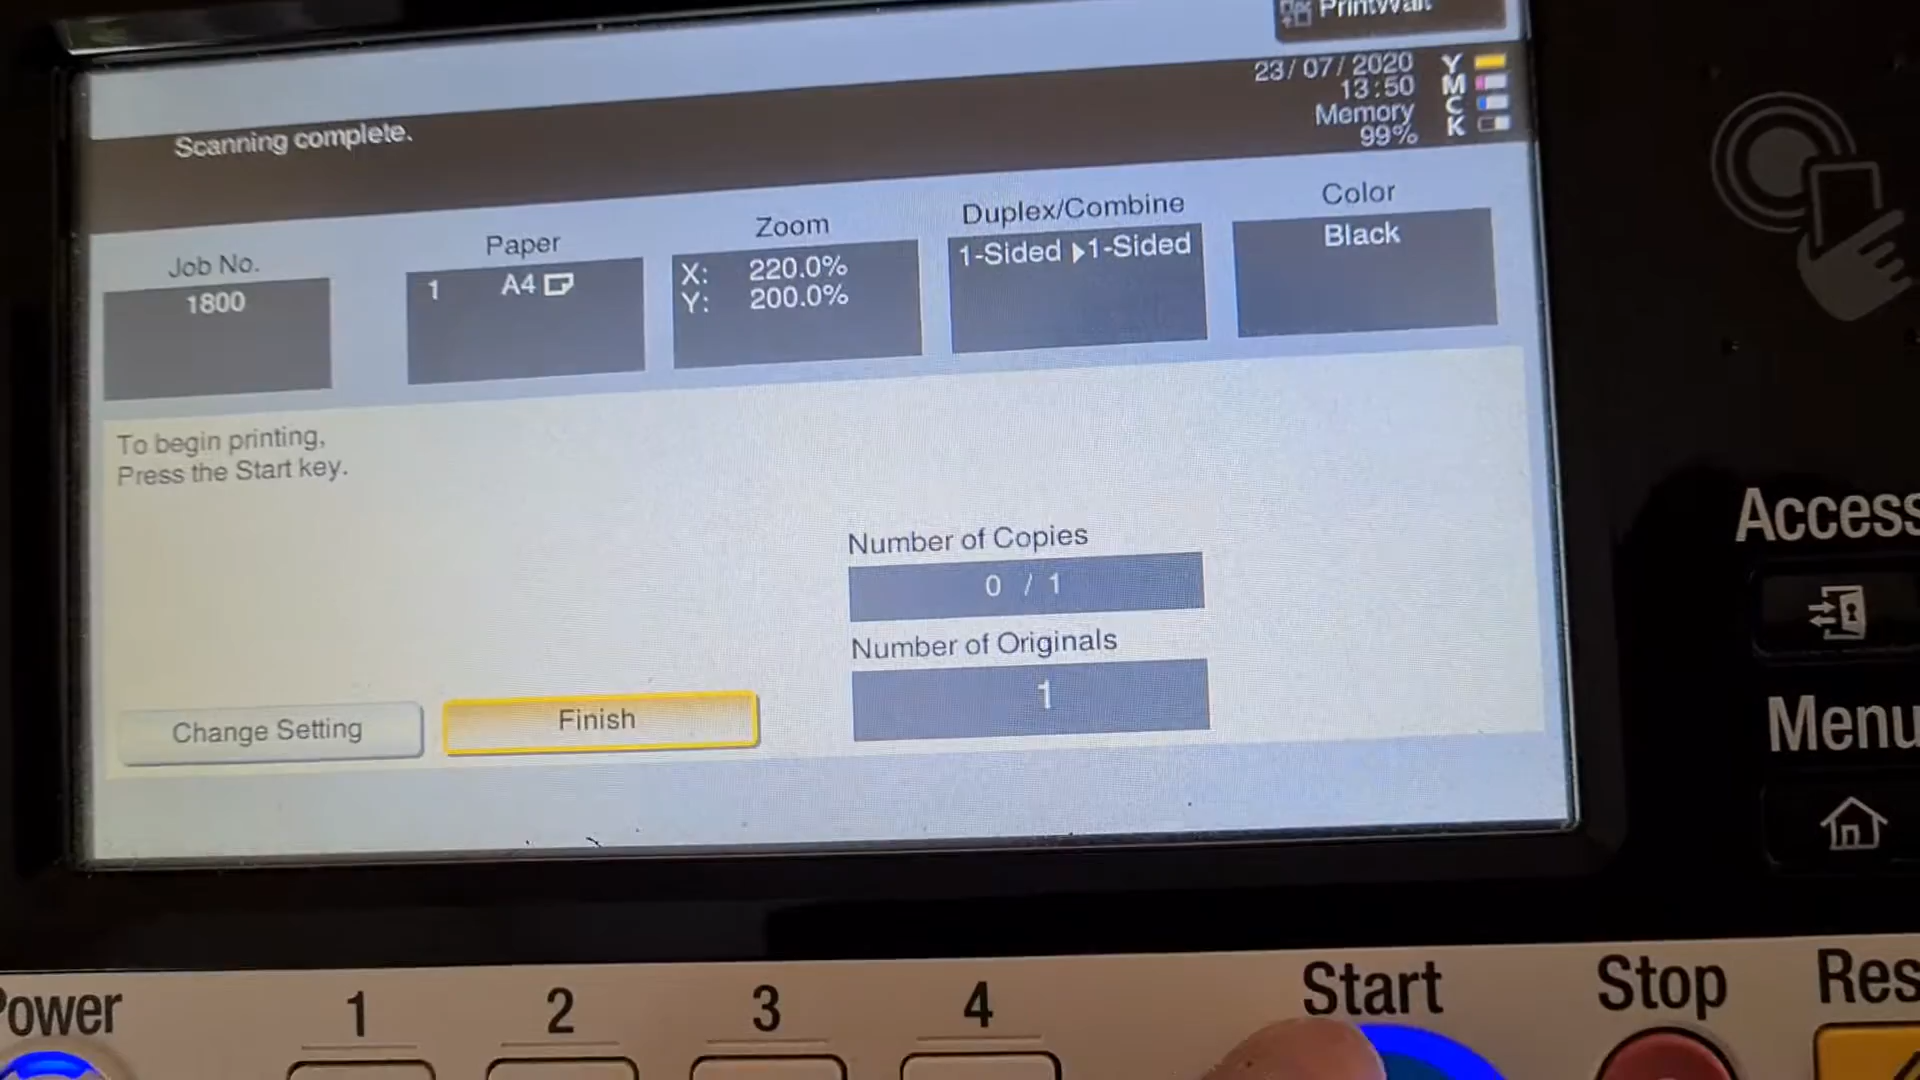 PrintWait
23/07/2020
13:50
Memory
99%
Y
M
C
K
Scanning complete.
Job No.
1800
Paper
1 A4
Zoom
X: 220.0%
Y: 200.0%
Duplex/Combine
1-Sided ▶1-Sided
Color
Black
To begin printing,
Press the Start key.
Number of Copies
0 / 1
Number of Originals
1
Change Setting
Finish
Access
Menu
Power
1
2
3
4
Start
Stop
Res